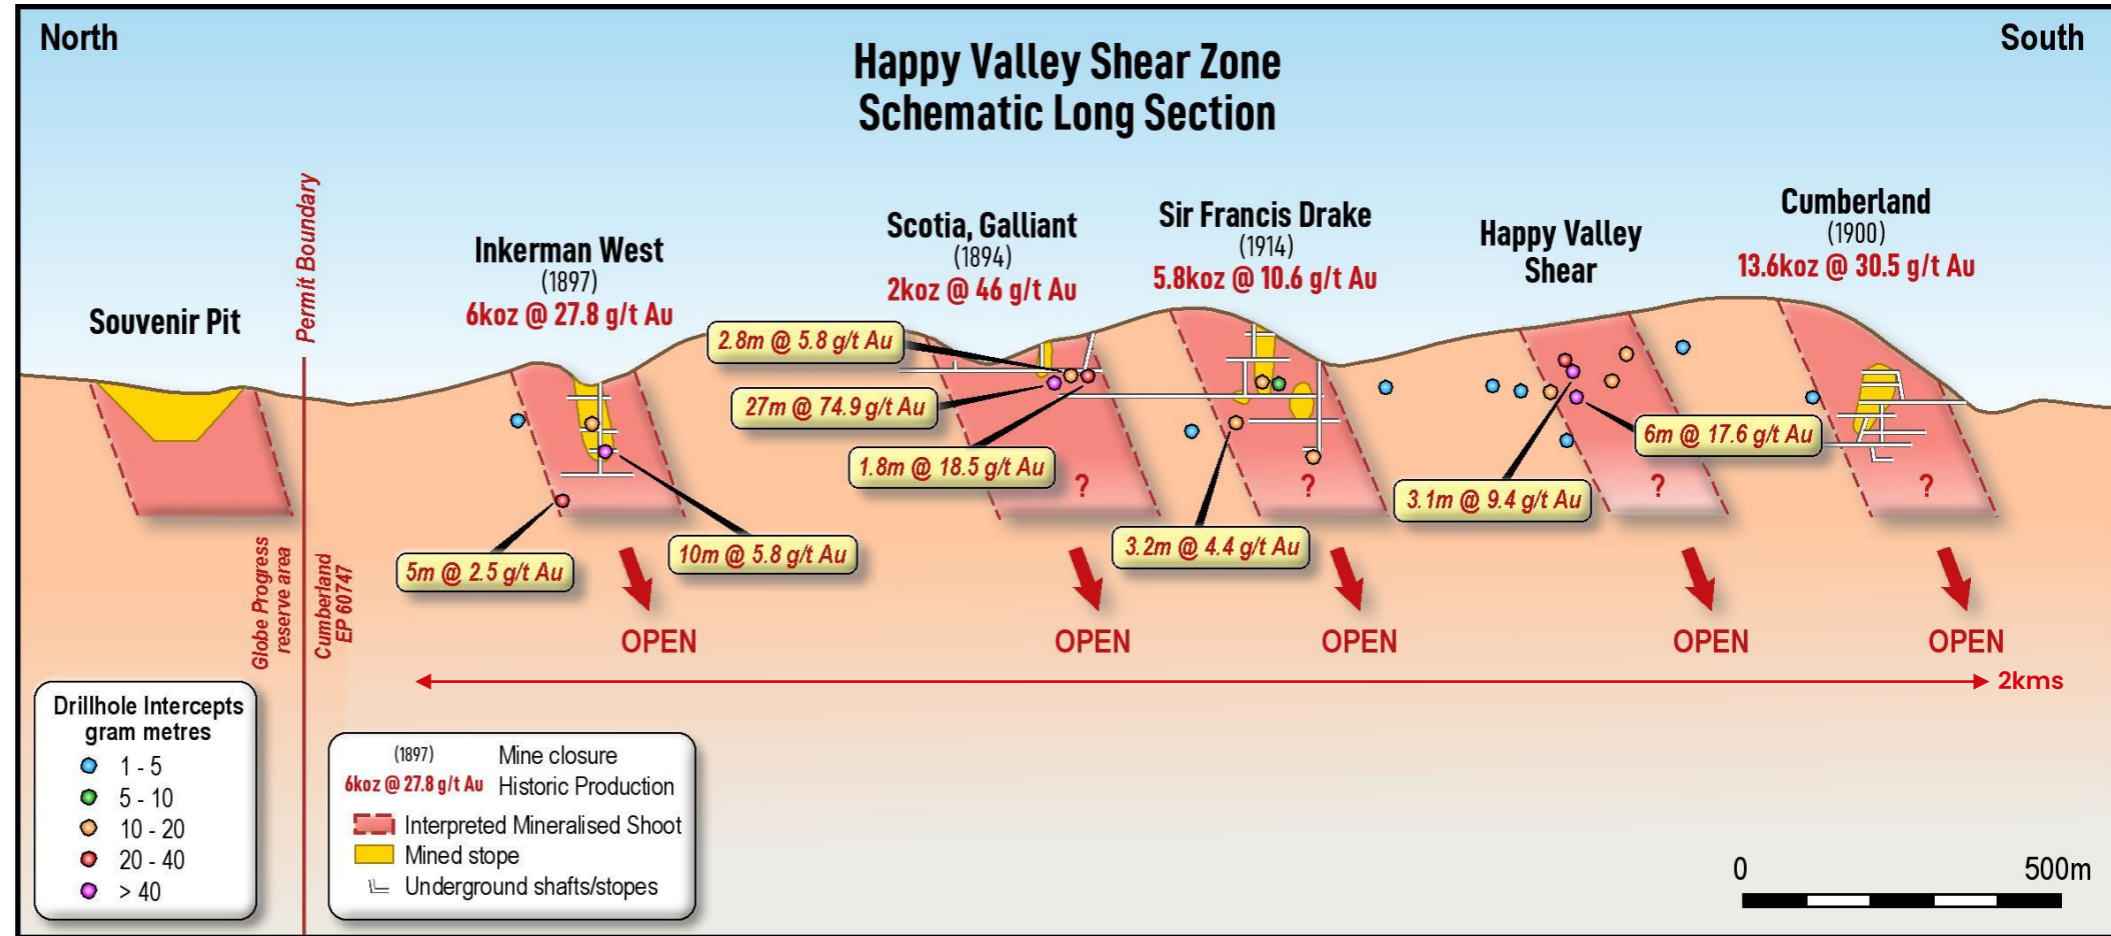 North
South
Happy Valley Shear Zone
Schematic Long Section
Permit Boundary
Souvenir Pit
Inkerman West
(1897)
6koz @ 27.8 g/t Au
Scotia, Galliant
(1894)
2koz @ 46 g/t Au
Sir Francis Drake
(1914)
5.8koz @ 10.6 g/t Au
Happy Valley
Shear
Cumberland
(1900)
13.6koz @ 30.5 g/t Au
2.8m @ 5.8 g/t Au
27m @ 74.9 g/t Au
1.8m @ 18.5 g/t Au
3.2m @ 4.4 g/t Au
3.1m @ 9.4 g/t Au
6m @ 17.6 g/t Au
5m @ 2.5 g/t Au
10m @ 5.8 g/t Au
?
?
?
?
Globe Progress
reserve area
Cumberland
EP 60747
OPEN
OPEN
OPEN
OPEN
OPEN
2kms
Drillhole Intercepts
gram metres
1 - 5
5 - 10
10 - 20
20 - 40
> 40
(1897) Mine closure
6koz @ 27.8 g/t Au Historic Production
Interpreted Mineralised Shoot
Mined stope
Underground shafts/stopes
0 500m